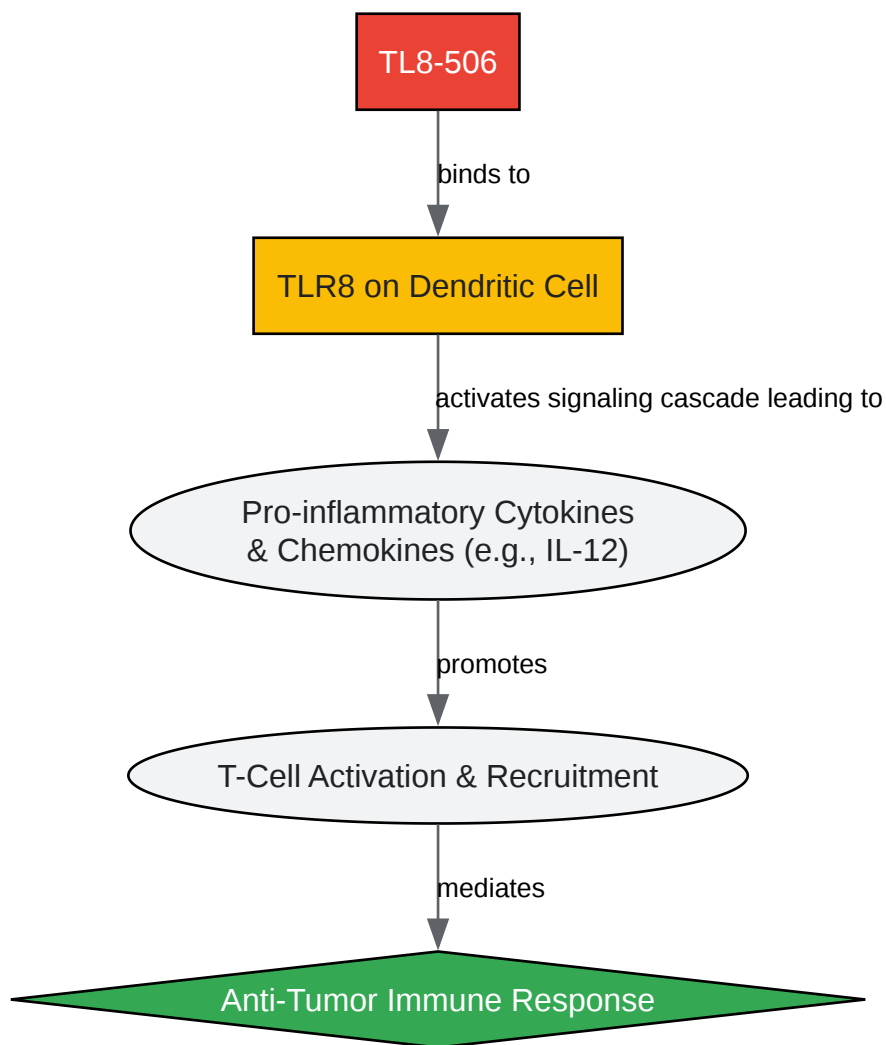 TL8-506
binds to
TLR8 on Dendritic Cell
activates signaling cascade leading to
Pro-inflammatory Cytokines
& Chemokines (e.g., IL-12)
promotes
T-Cell Activation & Recruitment
mediates
Anti-Tumor Immune Response